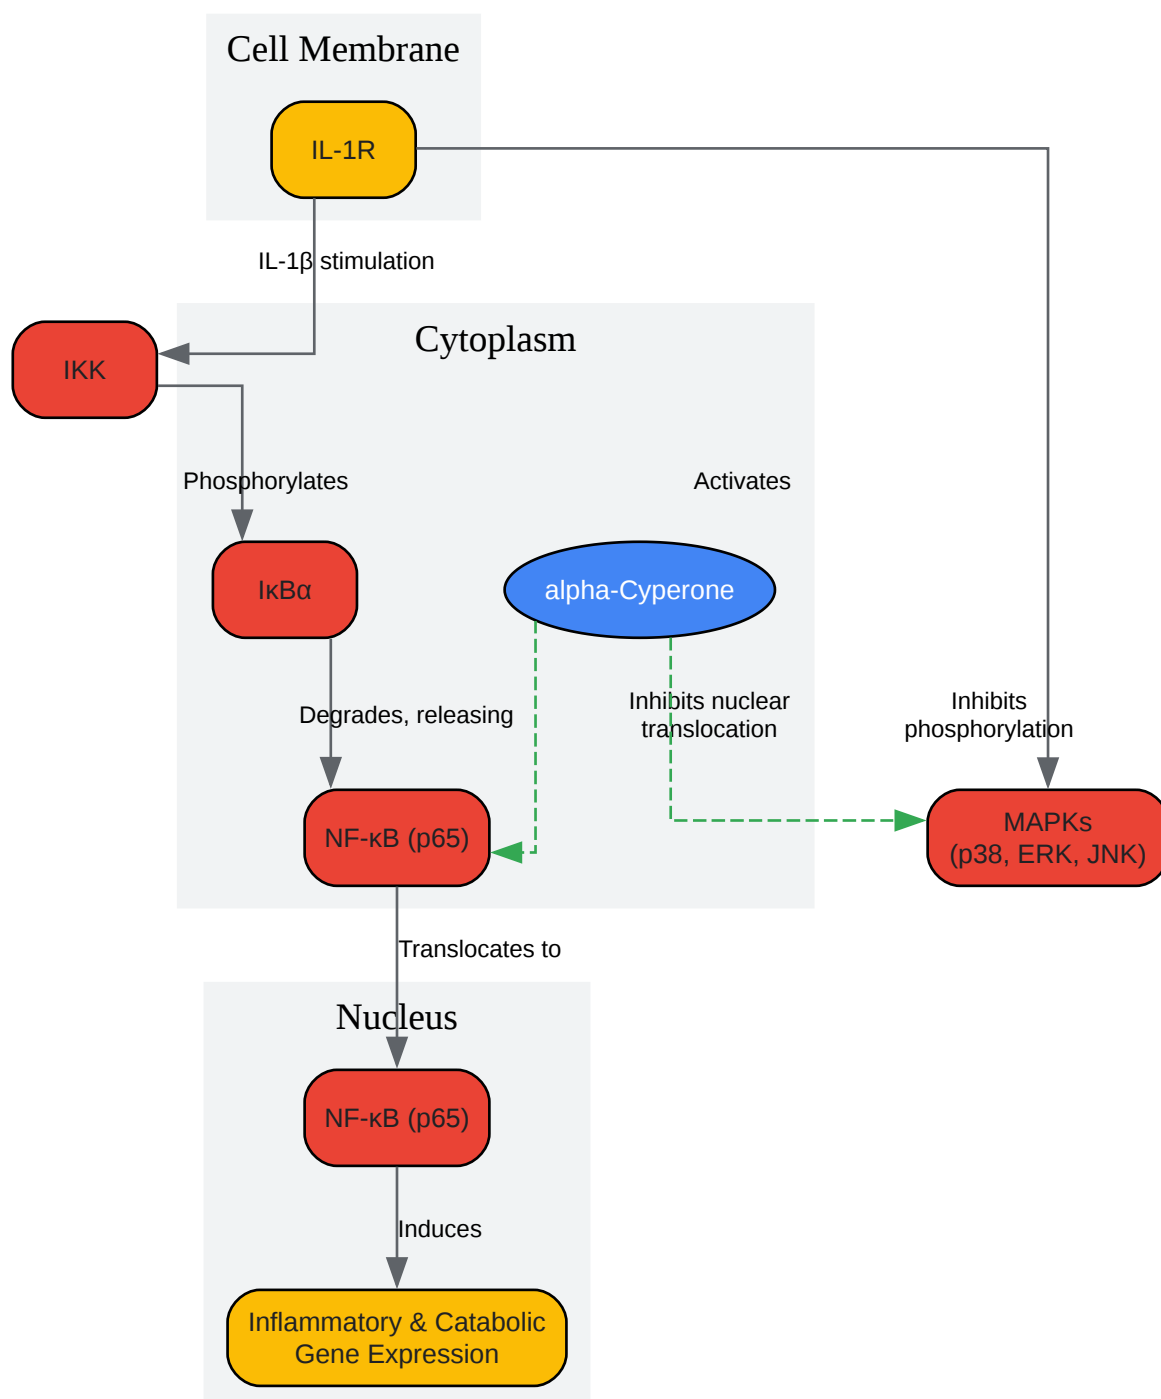 Cell Membrane
IL-1R
IL-1β stimulation
Cytoplasm
IKK
Phosphorylates
Activates
IκBα
alpha-Cyperone
Degrades, releasing
Inhibits nuclear
translocation
Inhibits
phosphorylation
NF-κB (p65)
MAPKs
(p38, ERK, JNK)
Translocates to
Nucleus
NF-κB (p65)
Induces
Inflammatory & Catabolic
Gene Expression